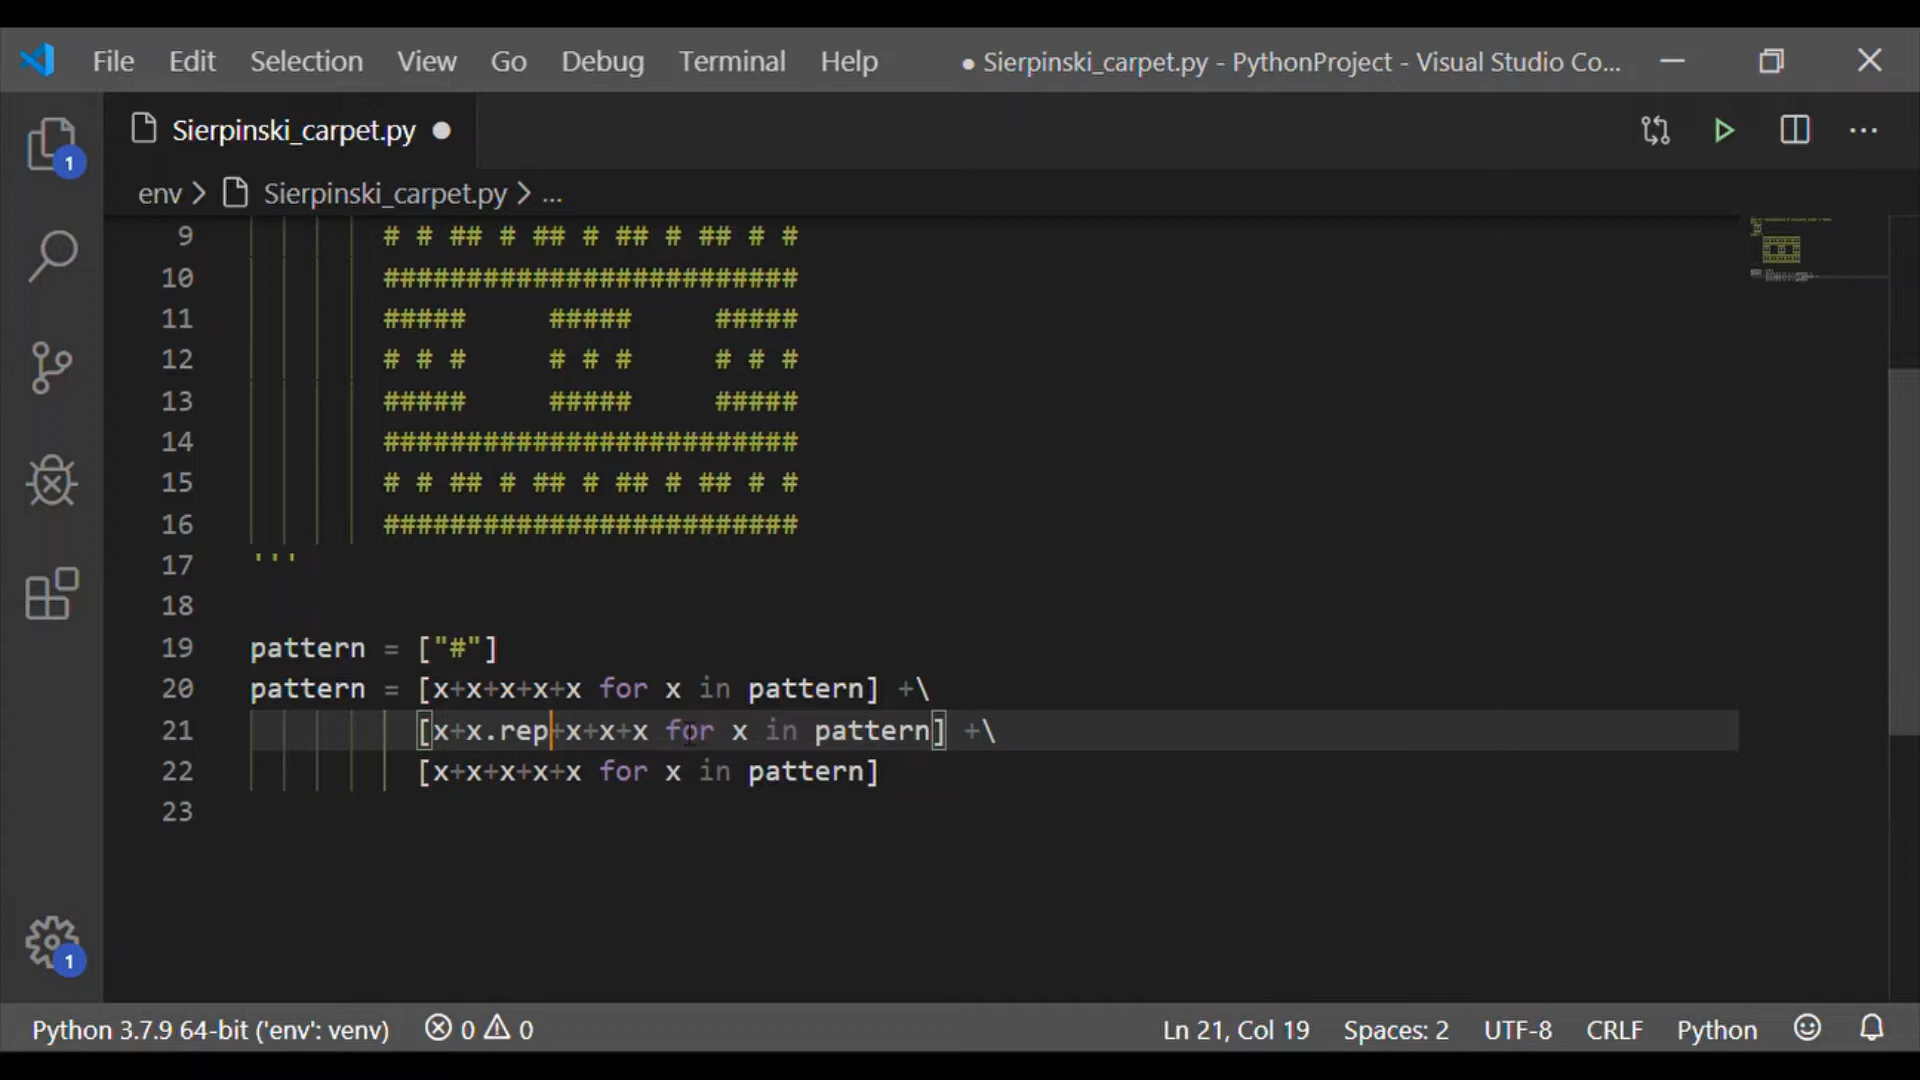 File Edit Selection View Go Debug Terminal Help ● Sierpinski_carpet.py - PythonProject - Visual Studio Co...
Sierpinski_carpet.py
1
env > Sierpinski_carpet.py > ...
9 # # ## # ## # ## # ## # #
10 #########################
11 #####     #####     #####
12 # # #     # # #     # # #
13 #####     #####     #####
14 #########################
15 # # ## # ## # ## # ## # #
16 #########################
17 '''
18
19 pattern = ["#"]
20 pattern = [x+x+x+x+x for x in pattern] +\
21 [x+x.rep+x+x+x for x in pattern] +\
22 [x+x+x+x+x for x in pattern]
23
1
Python 3.7.9 64-bit ('env': venv) 0 0 Ln 21, Col 19 Spaces: 2 UTF-8 CRLF Python